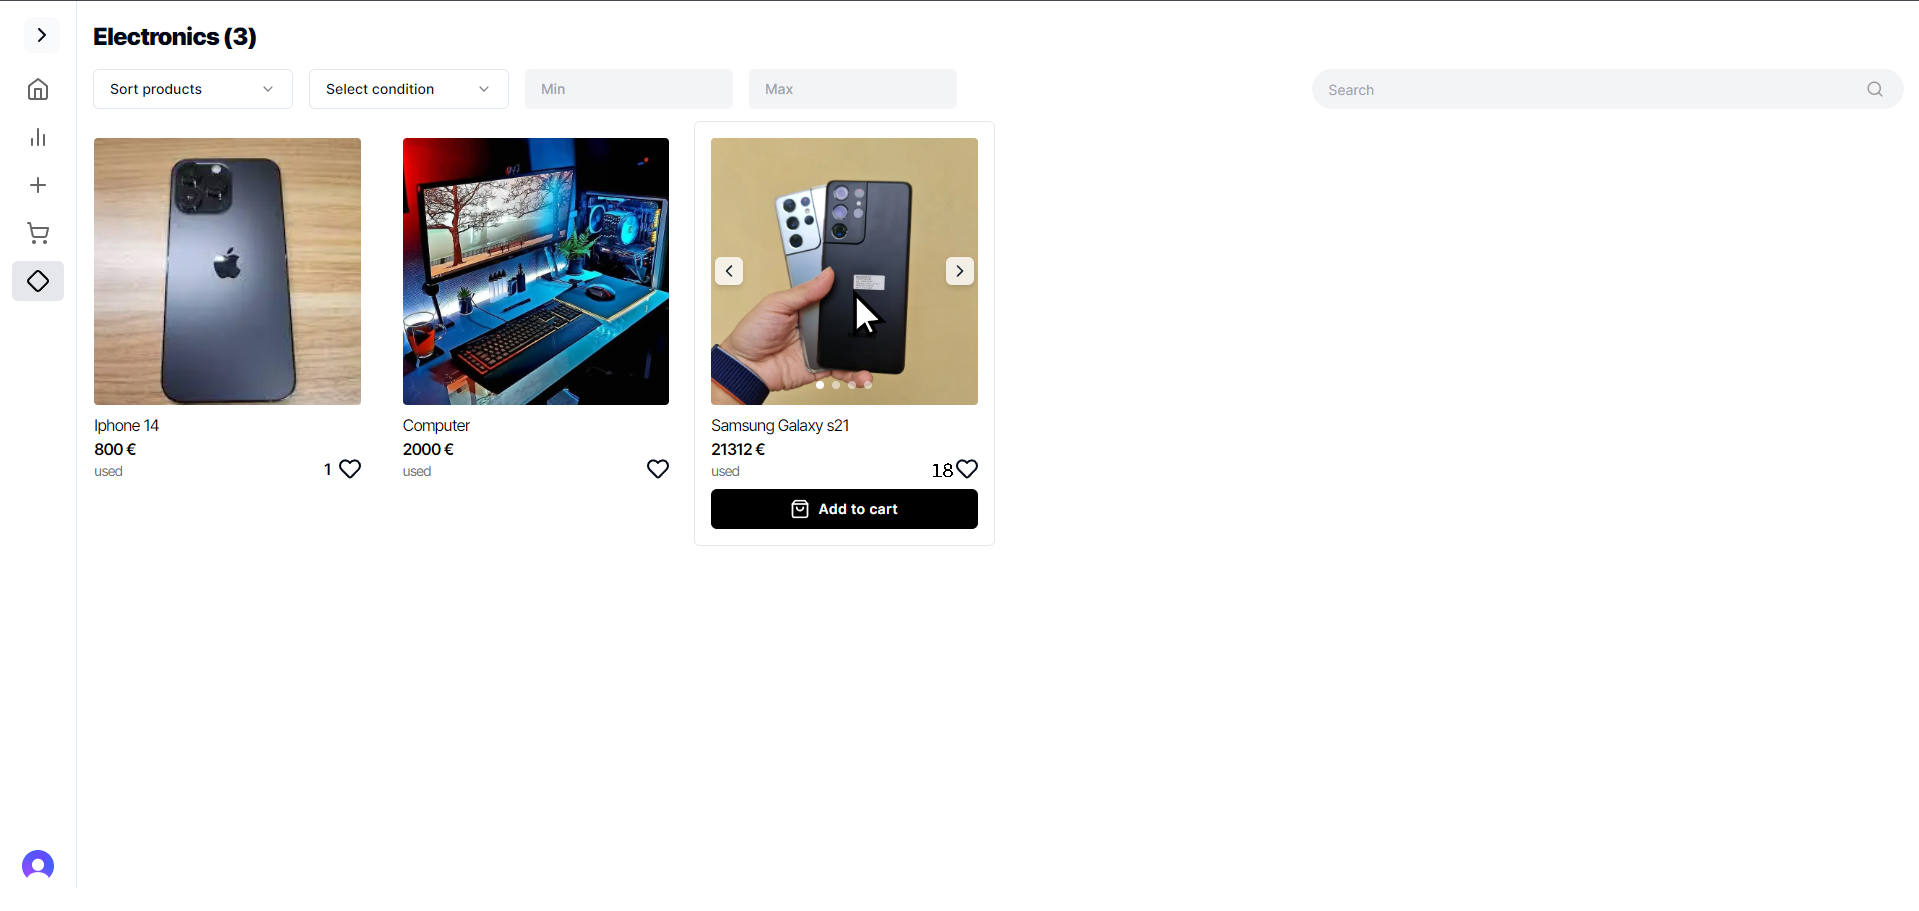 Electronics (3)
Sort products
Select condition
Min
Max
Search
Iphone 14
800 €
used
1
Computer
2000 €
used
Samsung Galaxy s21
21312 €
used
18
Add to cart